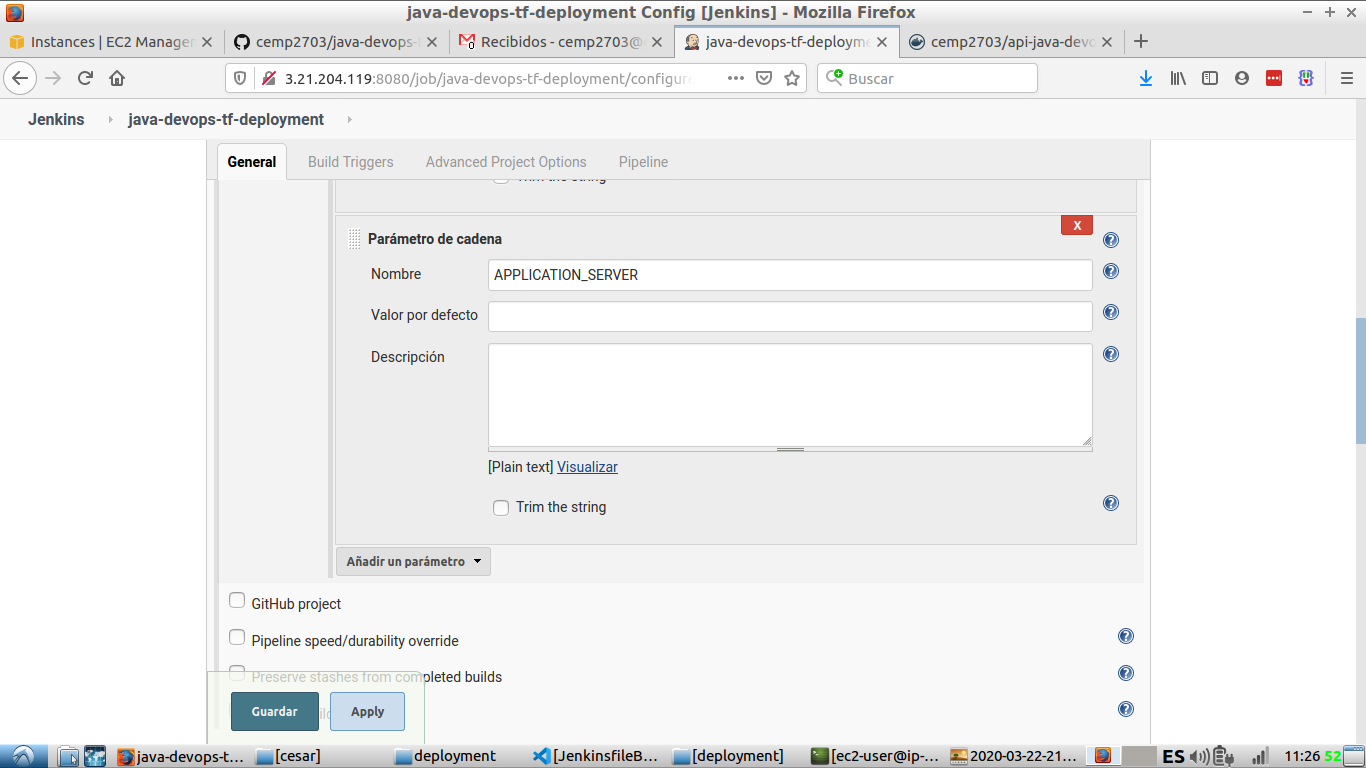 java-devops-tf-deployment Config [Jenkins] - Mozilla Firefox
Instances | EC2 Manager
cemp2703/java-devops-t
Recibidos - cemp2703@
java-devops-tf-deployme
cemp2703/api-java-devo
3.21.204.119:8080/job/java-devops-tf-deployment/configure
Buscar
Jenkins
java-devops-tf-deployment
General
Build Triggers
Advanced Project Options
Pipeline
Trim the string
X
Parámetro de cadena
Nombre
APPLICATION_SERVER
Valor por defecto
Descripción
[Plain text] Visualizar
Trim the string
Añadir un parámetro
GitHub project
Pipeline speed/durability override
Preserve stashes from completed builds
Guardar
Apply
java-devops-t...
[cesar]
deployment
[JenkinsfileB...
[deployment]
[ec2-user@ip-...
2020-03-22-21...
ES
11:26
52